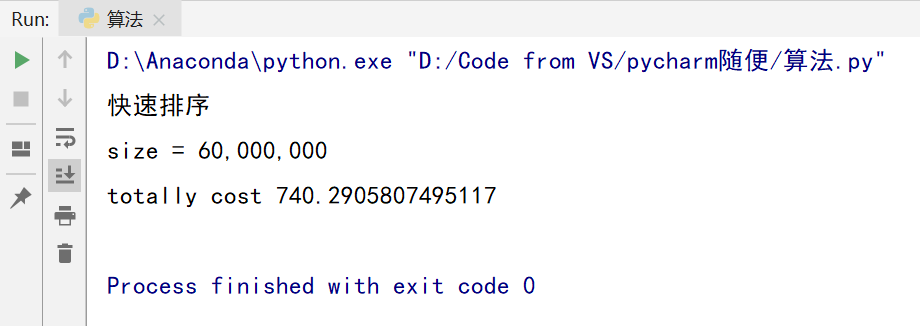 Run: 算法
D:\Anaconda\python.exe "D:/Code from VS/pycharm随便/算法.py"
快速排序
size = 60,000,000
totally cost 740.2905807495117
Process finished with exit code 0